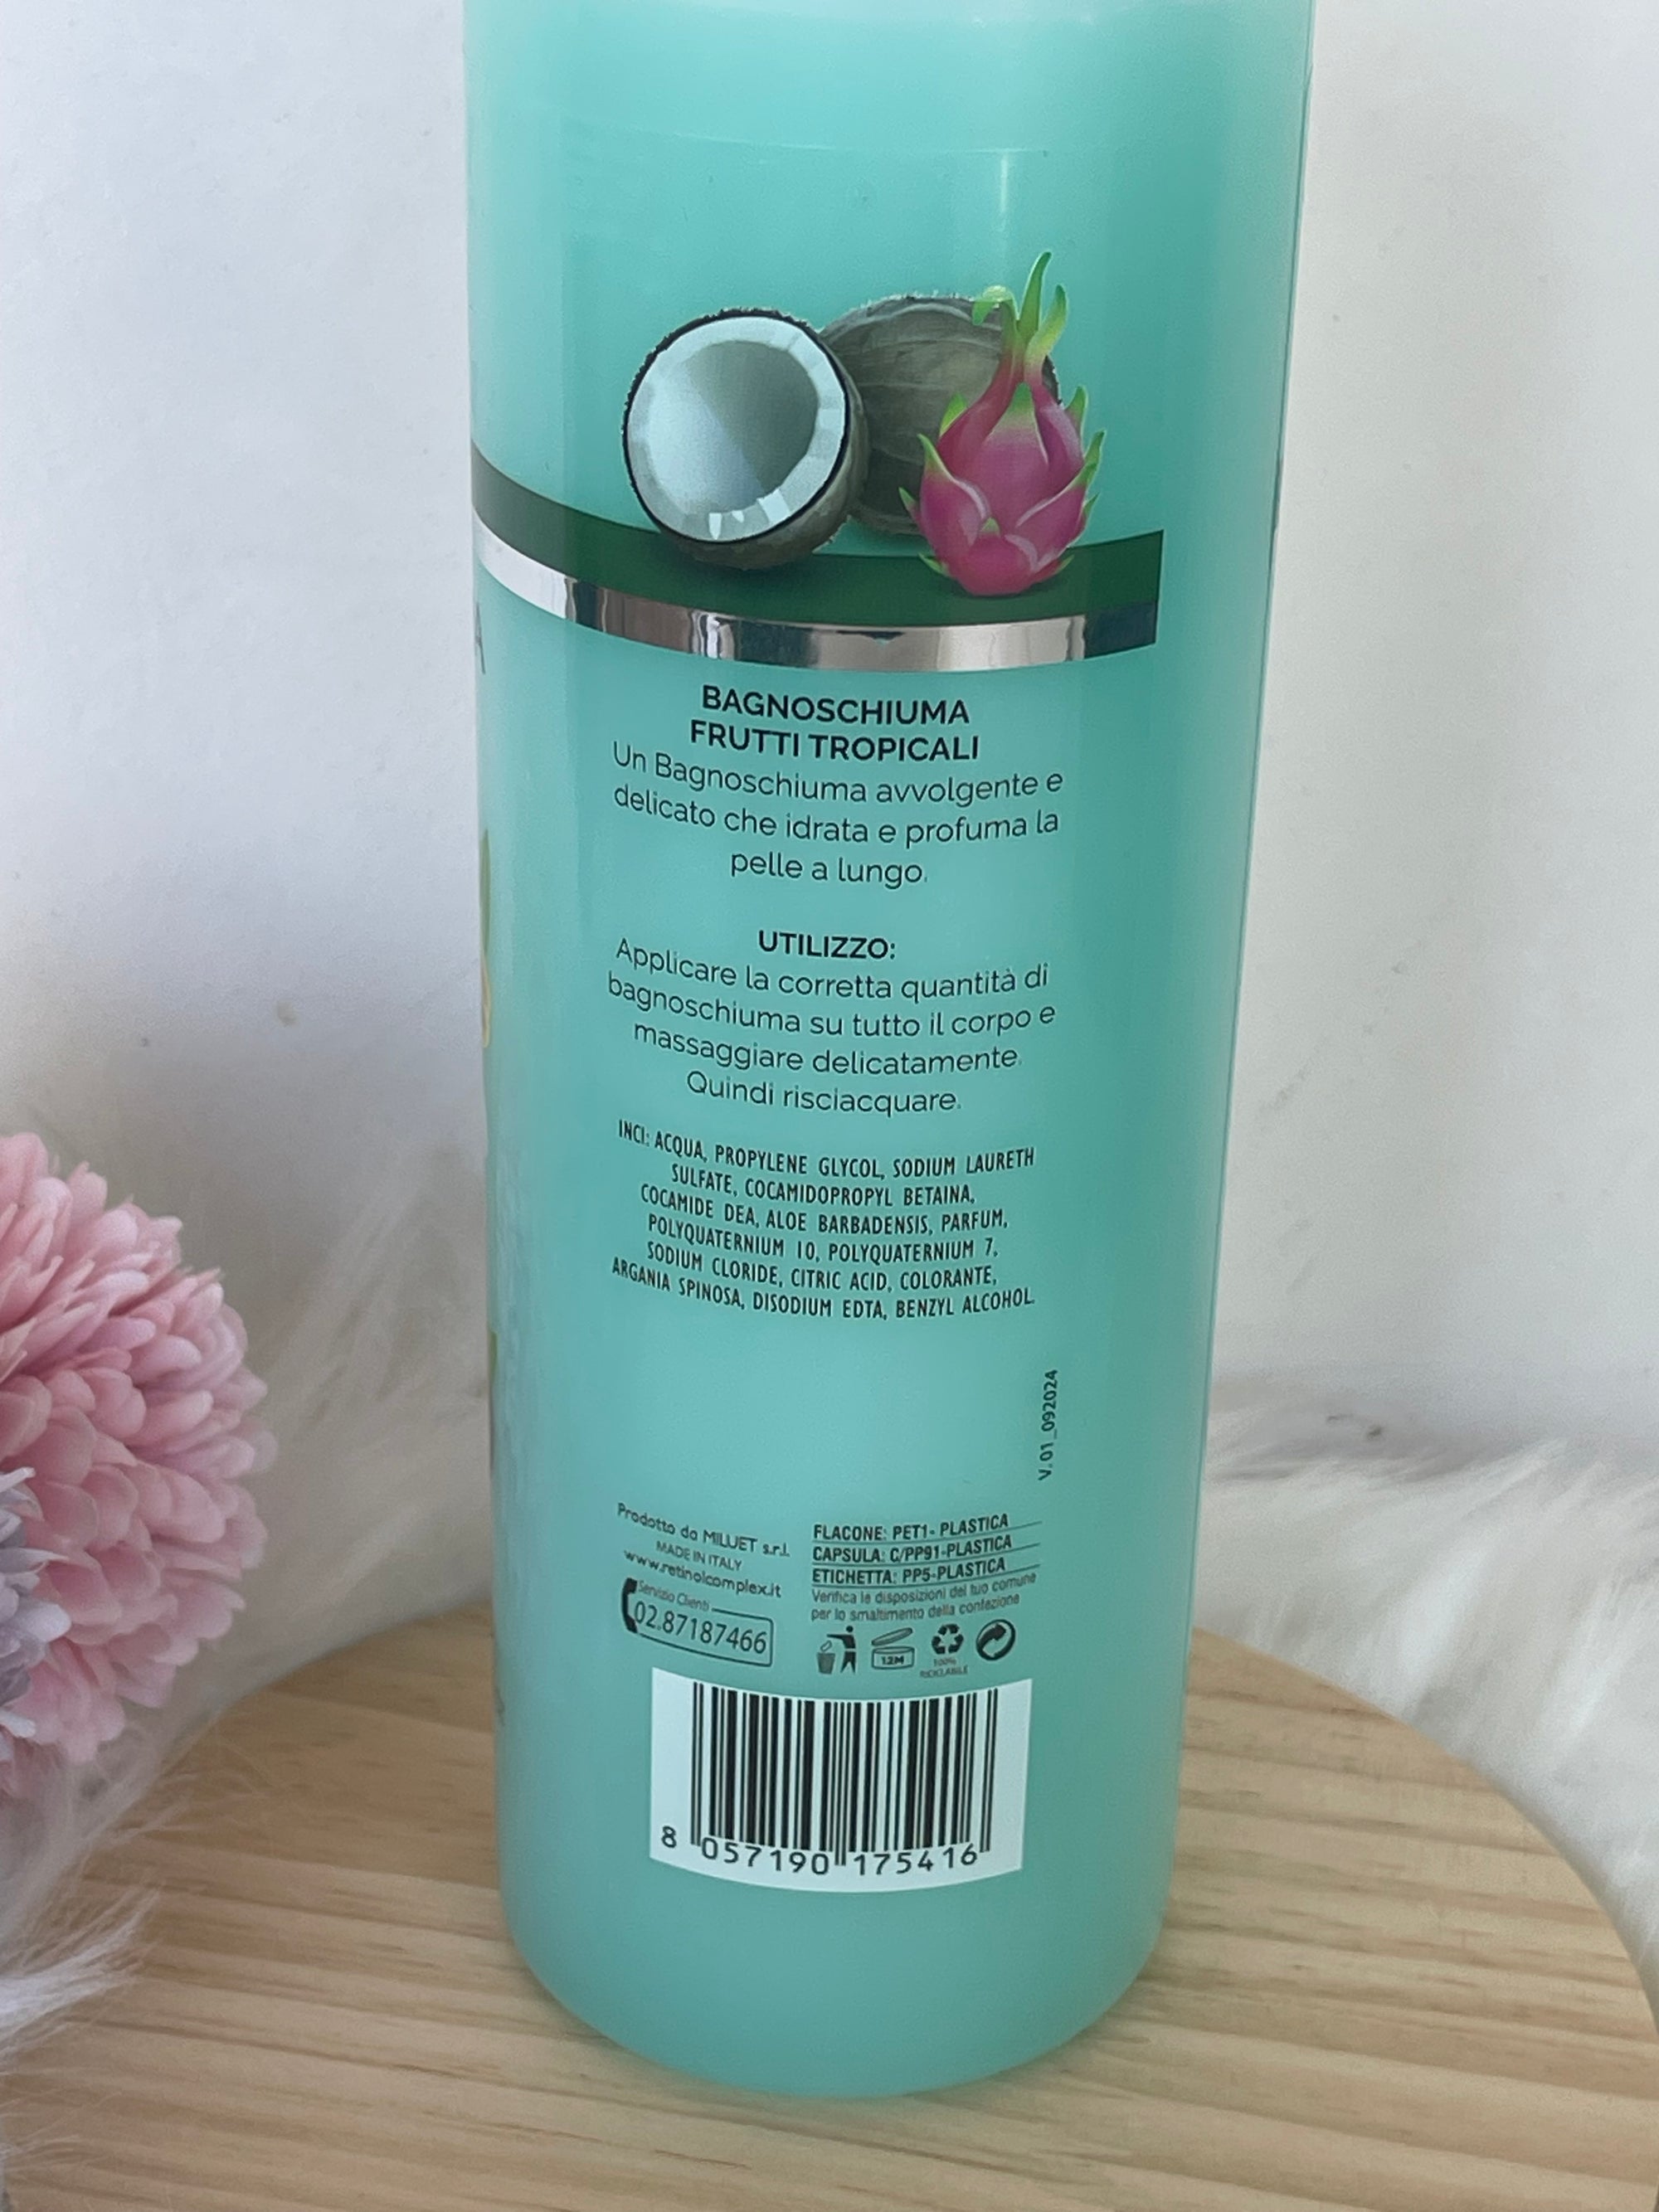 BAGNOSCHIUMA
FRUTTI TROPICALI
Un Bagnoschiuma avvolgente e
delicato che idrata e profuma la
pelle a lungo.
UTILIZZO:
Applicare la corretta quantità di
bagnoschiuma su tutto il corpo e
massaggiare delicatamente.
Quindi risciacquare.
INCI: ACQUA, PROPYLENE GLYCOL, SODIUM LAURETH
SULFATE, COCAMIDOPROPYL BETAINA,
COCAMIDE DEA, ALOE BARBADENSIS, PARFUM,
POLYQUATERNIUM 10, POLYQUATERNIUM 7,
SODIUM CLORIDE, CITRIC ACID, COLORANTE,
ARGANIA SPINOSA, DISODIUM EDTA, BENZYL ALCOHOL.
V.01_092024
Prodotto da MILUET s.r.l.
MADE IN ITALY
www.retinolcomplex.it
Servizio Clienti
02.87187466
FLACONE: PET1- PLASTICA
CAPSULA: C/PP91-PLASTICA
ETICHETTA: PP5-PLASTICA
Verifica le disposizioni del tuo comune
per lo smaltimento della confezione
12M
100%
RICICLABILE
8 057190 175416